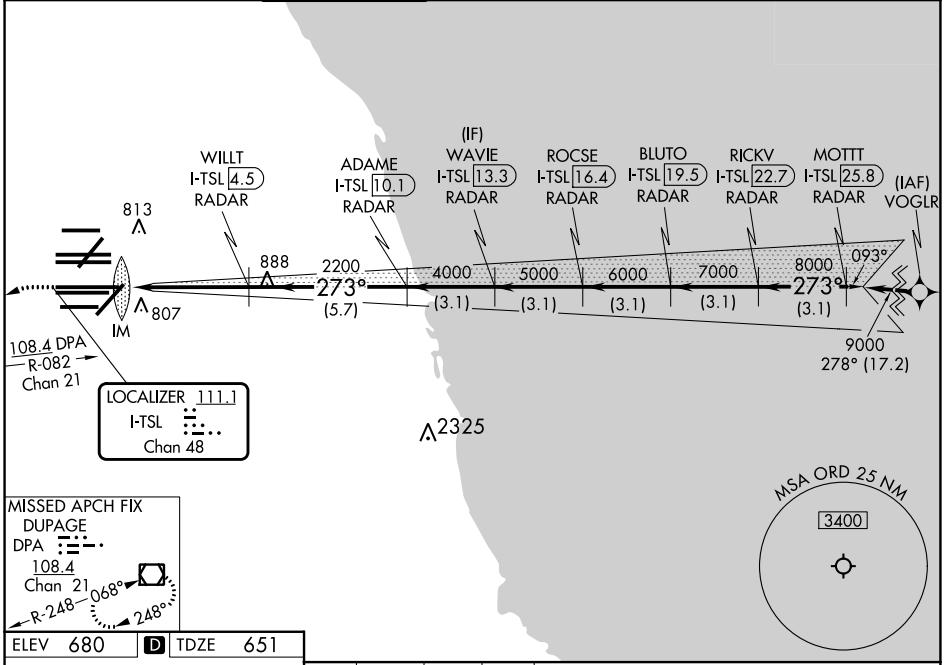 (IF)
WAVIE
I-TSL 13.3
RADAR
WILLT
I-TSL 4.5
RADAR
ADAME
I-TSL 10.1
RADAR
ROCSE
I-TSL 16.4
RADAR
BLUTO
I-TSL 19.5
RADAR
RICKV
I-TSL 22.7
RADAR
MOTTT
I-TSL 25.8
RADAR
(IAF)
VOGLR
813
888
807
IM
2200
273°
(5.7)
4000
(3.1)
5000
(3.1)
6000
(3.1)
7000
(3.1)
8000
273°
(3.1)
093°
9000
278° (17.2)
108.4 DPA
R-082
Chan 21
LOCALIZER 111.1
I-TSL
Chan 48
2325
MSA ORD 25 NM
3400
MISSED APCH FIX
DUPAGE
DPA
108.4
Chan 21
R-248
068°
248°
ELEV 680 D TDZE 651